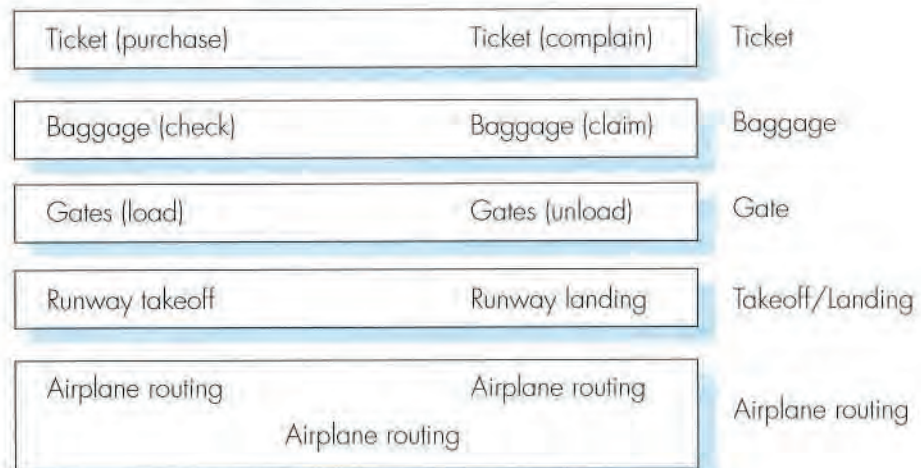 Ticket (purchase) Ticket (complain) Ticket
Baggage (check) Baggage (claim) Baggage
Gates (load) Gates (unload) Gate
Runway takeoff Runway landing Takeoff/Landing
Airplane routing Airplane routing
Airplane routing
Airplane routing